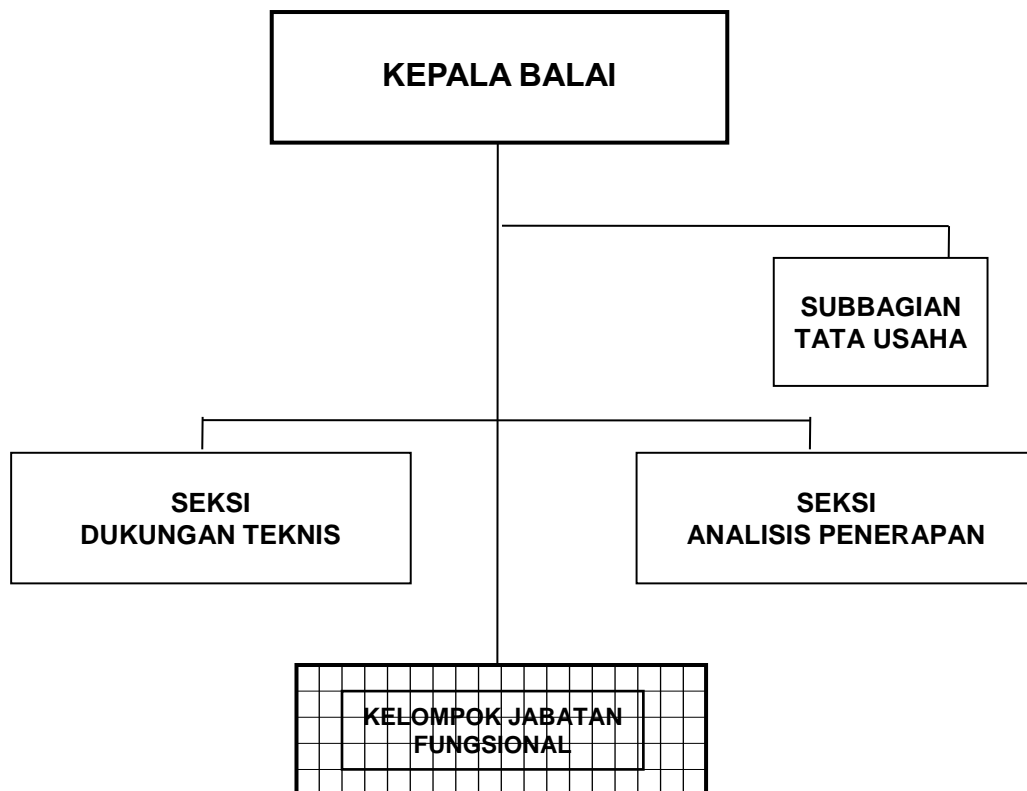 KEPALA BALAI
SUBBAGIAN
TATA USAHA
SEKSI
DUKUNGAN TEKNIS
SEKSI
ANALISIS PENERAPAN
KELOMPOK JABATAN
FUNGSIONAL